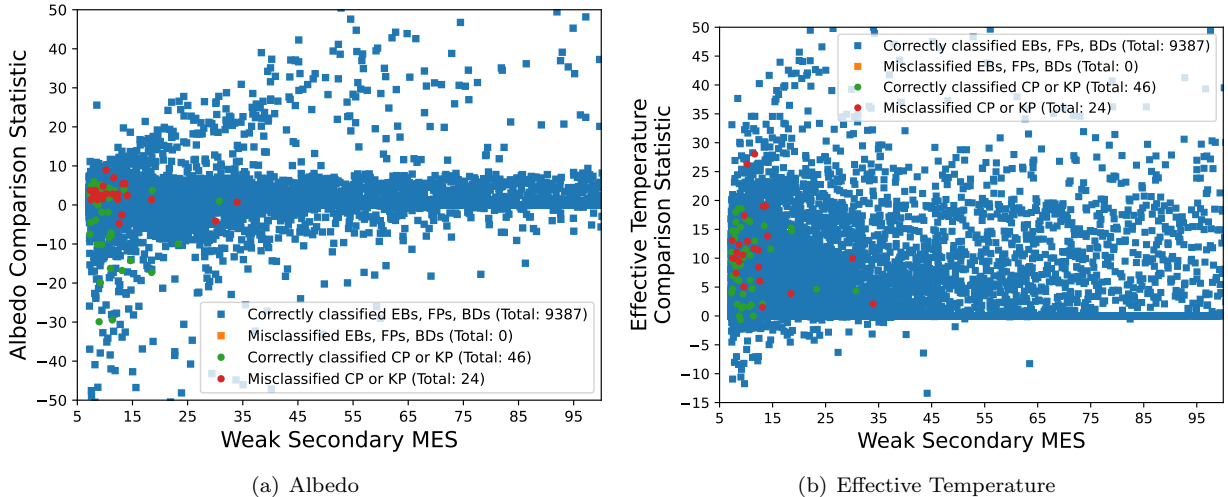 50
40
30
20
10
0
−10
−20
−30
−40
−50
Albedo Comparison Statistic
Correctly classified EBs, FPs, BDs (Total: 9387)
Misclassified EBs, FPs, BDs (Total: 0)
Correctly classified CP or KP (Total: 46)
Misclassified CP or KP (Total: 24)
5 15 25 35 45 55 65 75 85 95
Weak Secondary MES
(a) Albedo
50
45
40
35
30
25
20
15
10
5
0
−5
−10
−15
Effective Temperature
Comparison Statistic
Correctly classified EBs, FPs, BDs (Total: 9387)
Misclassified EBs, FPs, BDs (Total: 0)
Correctly classified CP or KP (Total: 46)
Misclassified CP or KP (Total: 24)
5 15 25 35 45 55 65 75 85 95
Weak Secondary MES
(b) Effective Temperature